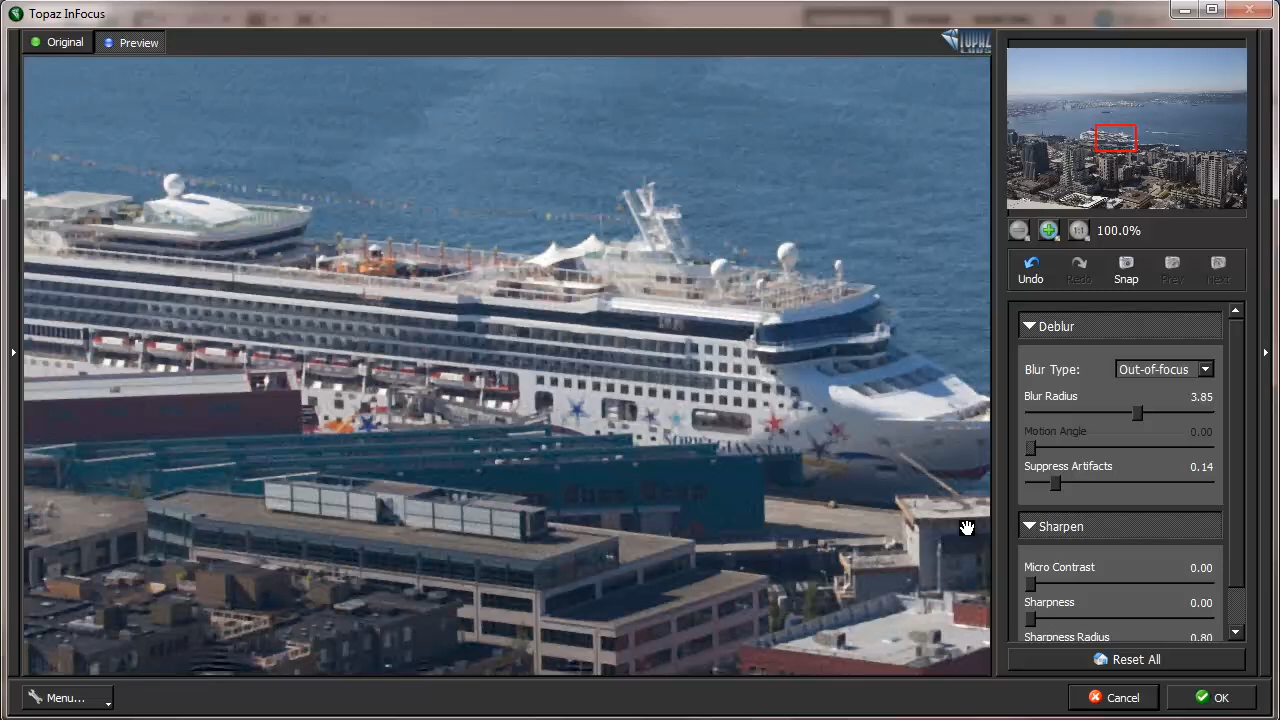 Topaz InFocus
Original
Preview
TOPAZ
100.0%
Undo
Redo
Snap
Prev
Next
Deblur
Blur Type:
Out-of-focus
Blur Radius
3.85
Motion Angle
0.00
Suppress Artifacts
0.14
Sharpen
Micro Contrast
0.00
Sharpness
0.00
Sharpness Radius
0.80
Reset All
Menu...
Cancel
OK